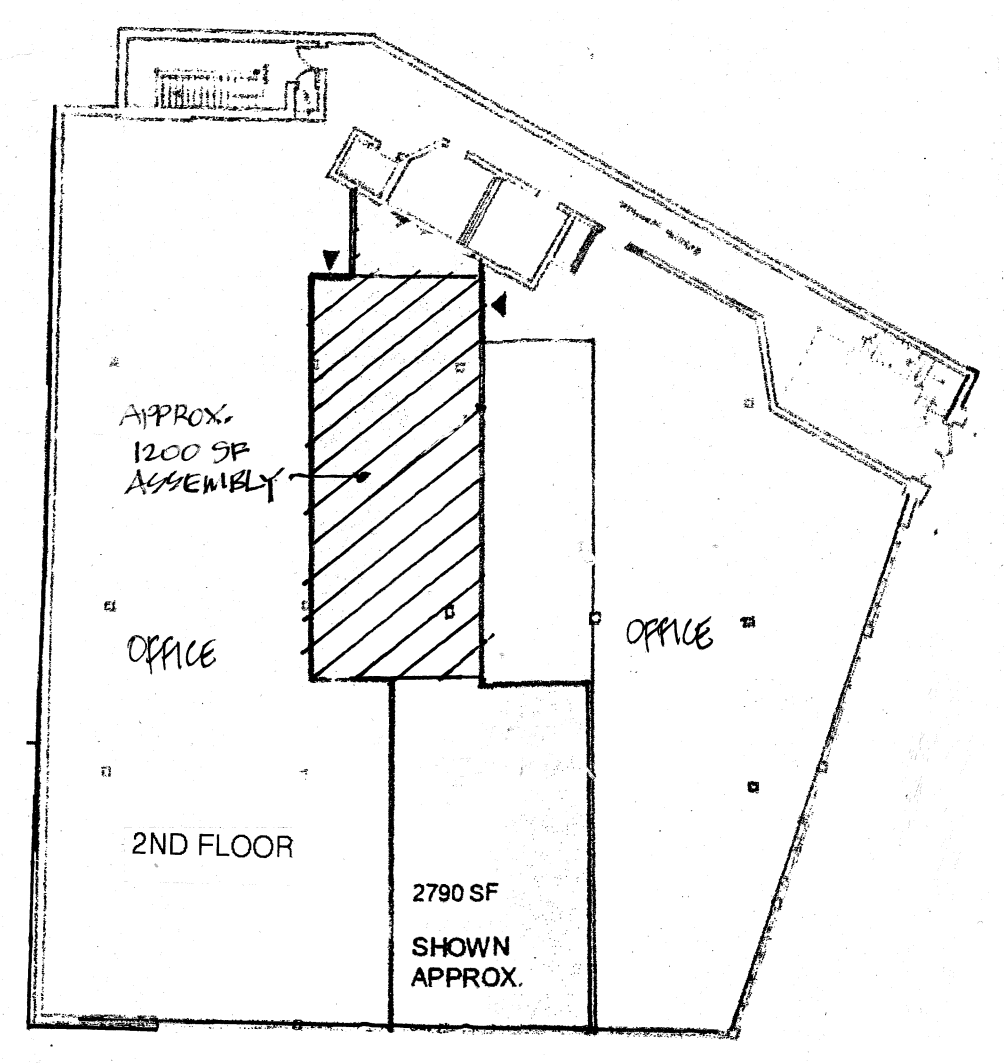 APPROX.
1200 SF
ASSEMBLY
OFFICE
OFFICE
2ND FLOOR
2790 SF
SHOWN
APPROX.